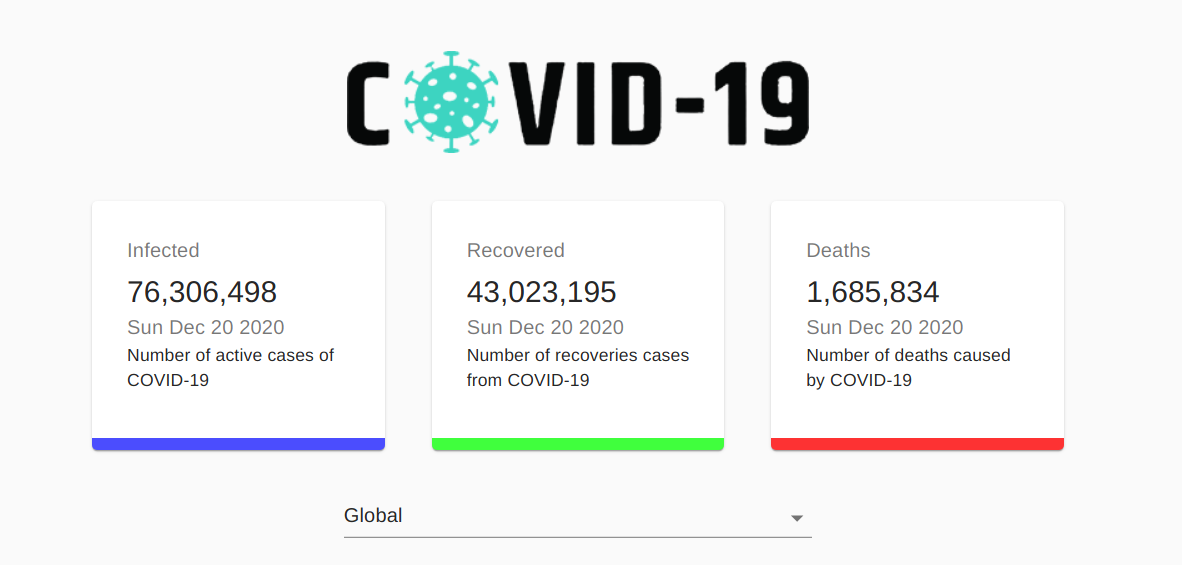 COVID-19
Infected
76,306,498
Sun Dec 20 2020
Number of active cases of
COVID-19
Recovered
43,023,195
Sun Dec 20 2020
Number of recoveries cases
from COVID-19
Deaths
1,685,834
Sun Dec 20 2020
Number of deaths caused
by COVID-19
Global